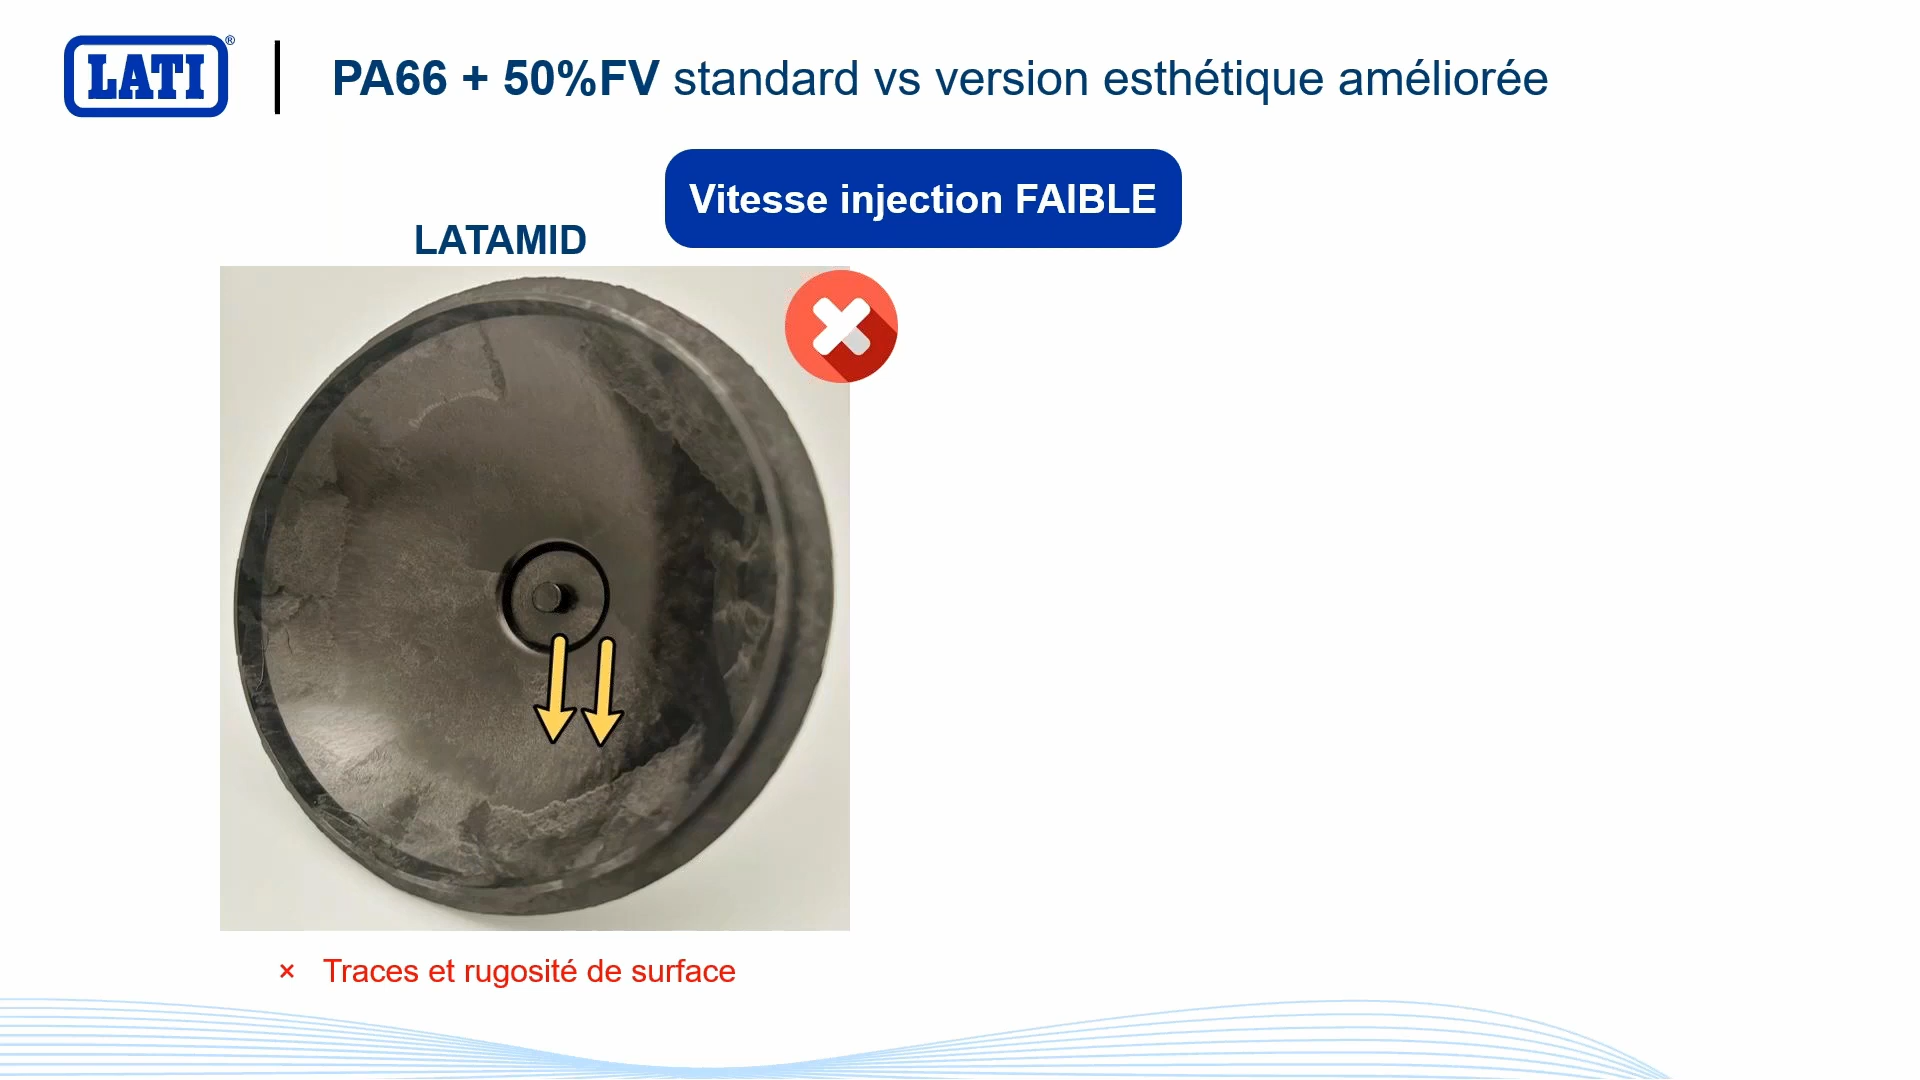 LATI®
PA66 + 50%FV standard vs version esthétique améliorée
Vitesse injection FAIBLE
LATAMID
× Traces et rugosité de surface